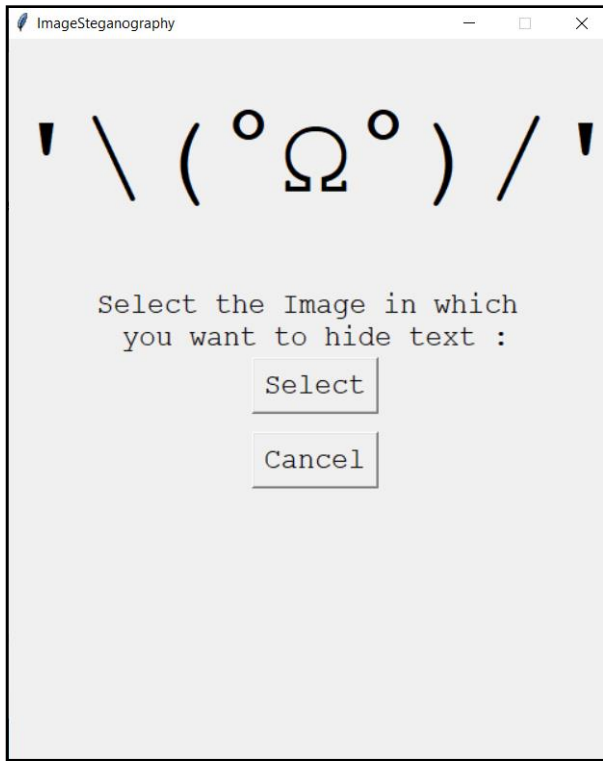 ImageSteganography
'\(°Ω°)/'
Select the Image in which
you want to hide text :
Select
Cancel